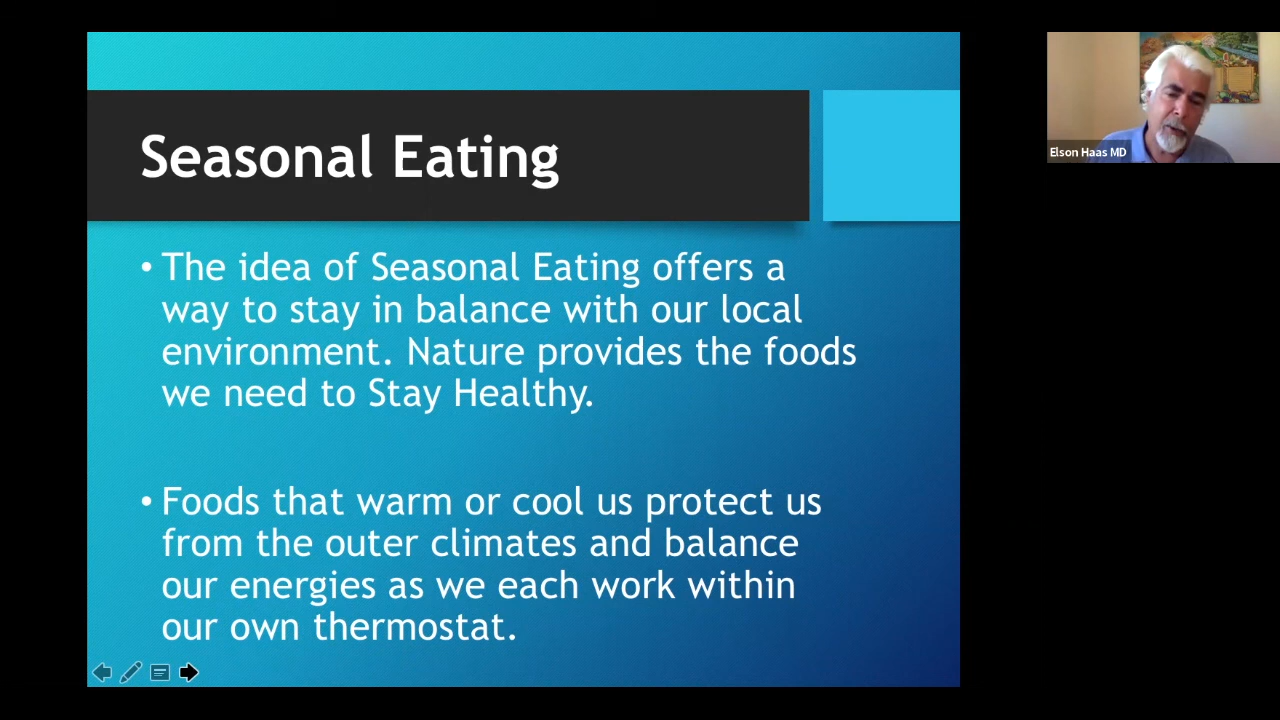 Seasonal Eating
• The idea of Seasonal Eating offers a
way to stay in balance with our local
environment. Nature provides the foods
we need to Stay Healthy.
• Foods that warm or cool us protect us
from the outer climates and balance
our energies as we each work within
our own thermostat.
Elson Haas MD